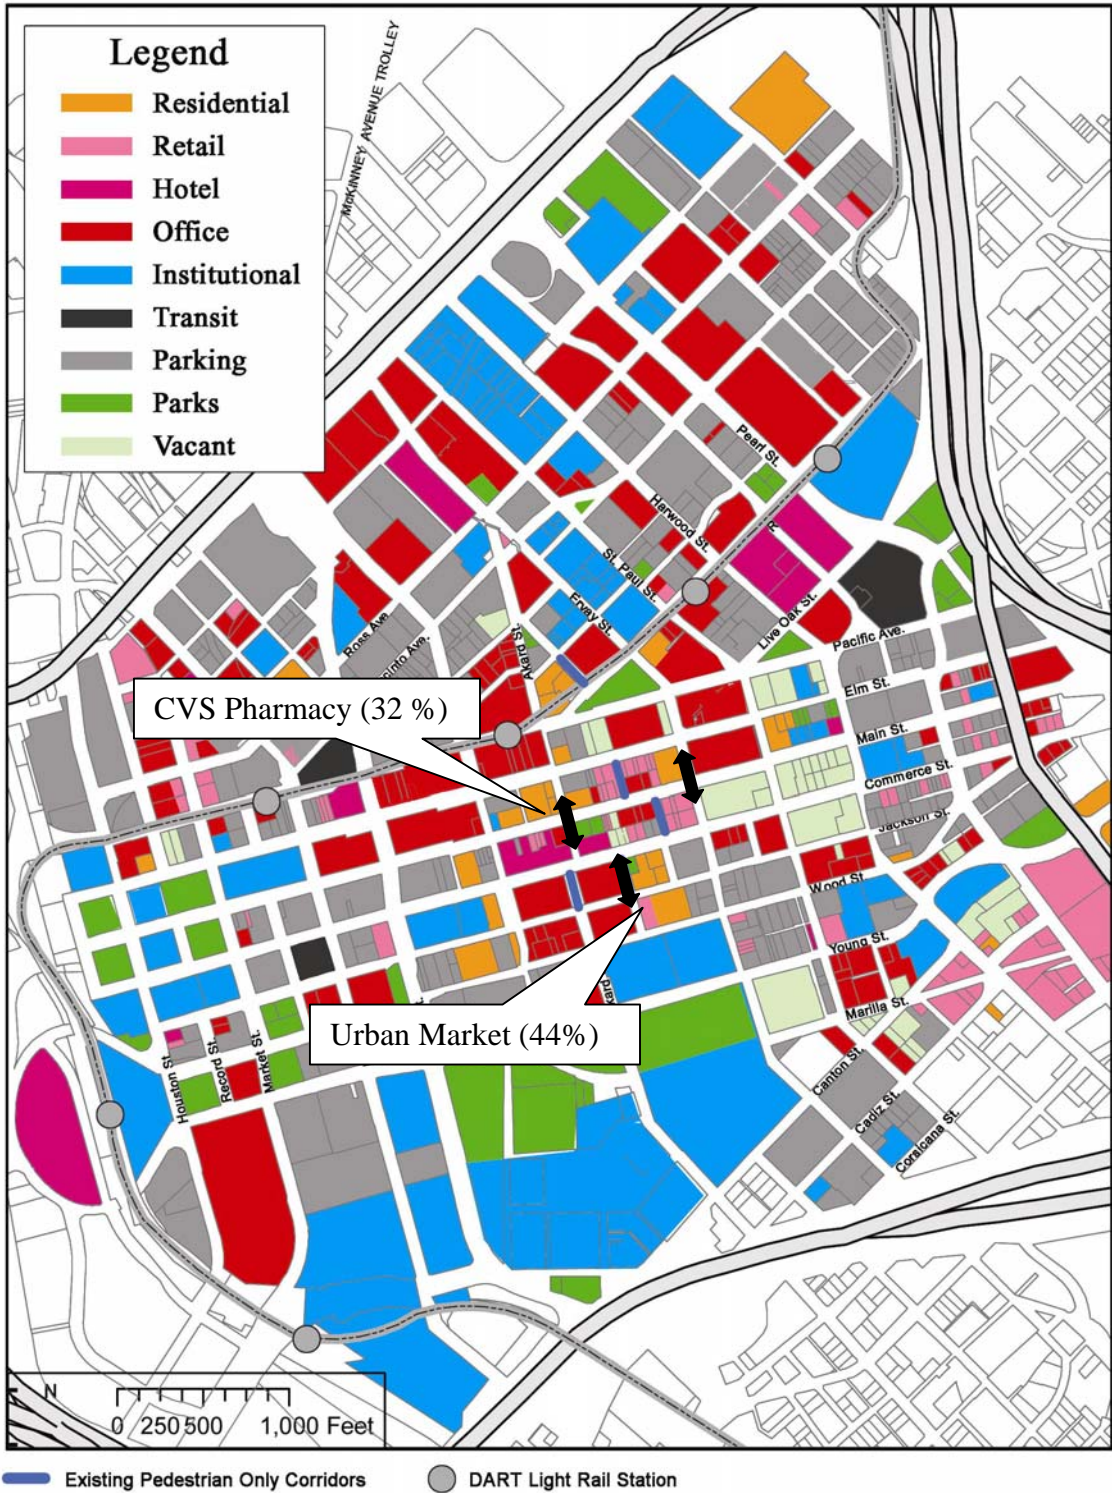 Legend
Residential
Retail
Hotel
Office
Institutional
Transit
Parking
Parks
Vacant
McKINNEY AVENUE TROLLEY
Pearl St.
Harwood St.
R
St. Paul St.
Ervay St.
Live Oak St.
Ross Ave.
cinto Ave.
Akard St.
Pacific Ave.
Elm St.
Main St.
Commerce St.
Jackson St.
CVS Pharmacy (32 %)
Wood St.
Young St.
Marilla St.
Urban Market (44%)
kard
t.
Houston St
Record St.
Market St.
Canton St.
Cadiz St.
Corsicana St.
N
0 250 500 1,000 Feet
Existing Pedestrian Only Corridors
DART Light Rail Station